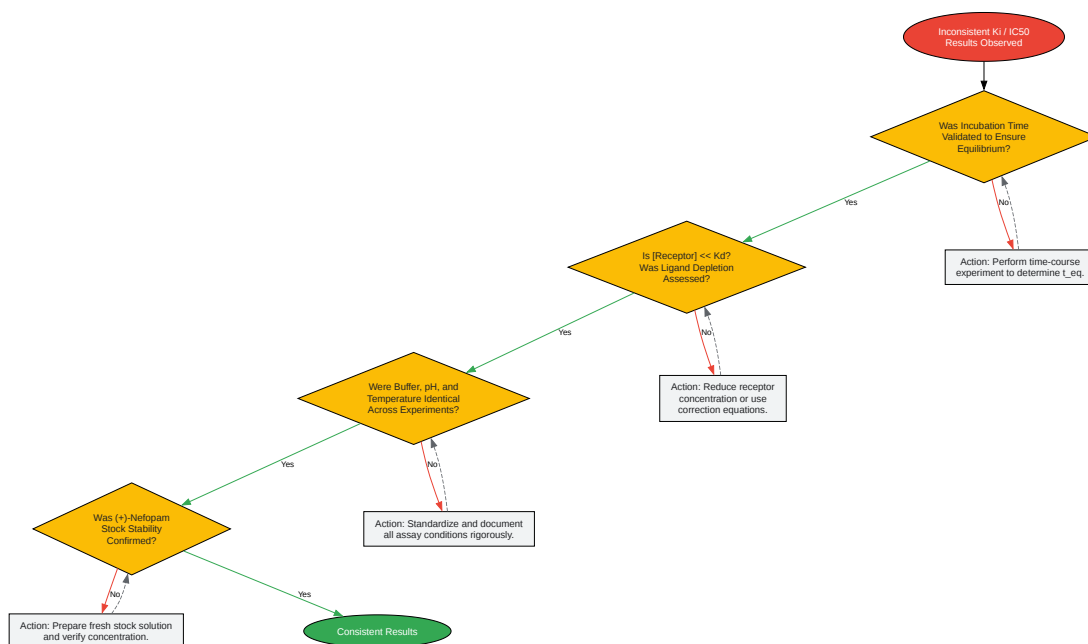 Inconsistent Ki / IC50
Results Observed
Was Incubation Time
Validated to Ensure
Equilibrium?
Yes
No
Action: Perform time-course
experiment to determine t_eq.
Is [Receptor] << Kd?
Was Ligand Depletion
Assessed?
Yes
No
Action: Reduce receptor
concentration or use
correction equations.
Were Buffer, pH, and
Temperature Identical
Across Experiments?
Yes
No
Action: Standardize and document
all assay conditions rigorously.
Was (+)-Nefopam
Stock Stability
Confirmed?
No
Yes
Action: Prepare fresh stock solution
and verify concentration.
Consistent Results